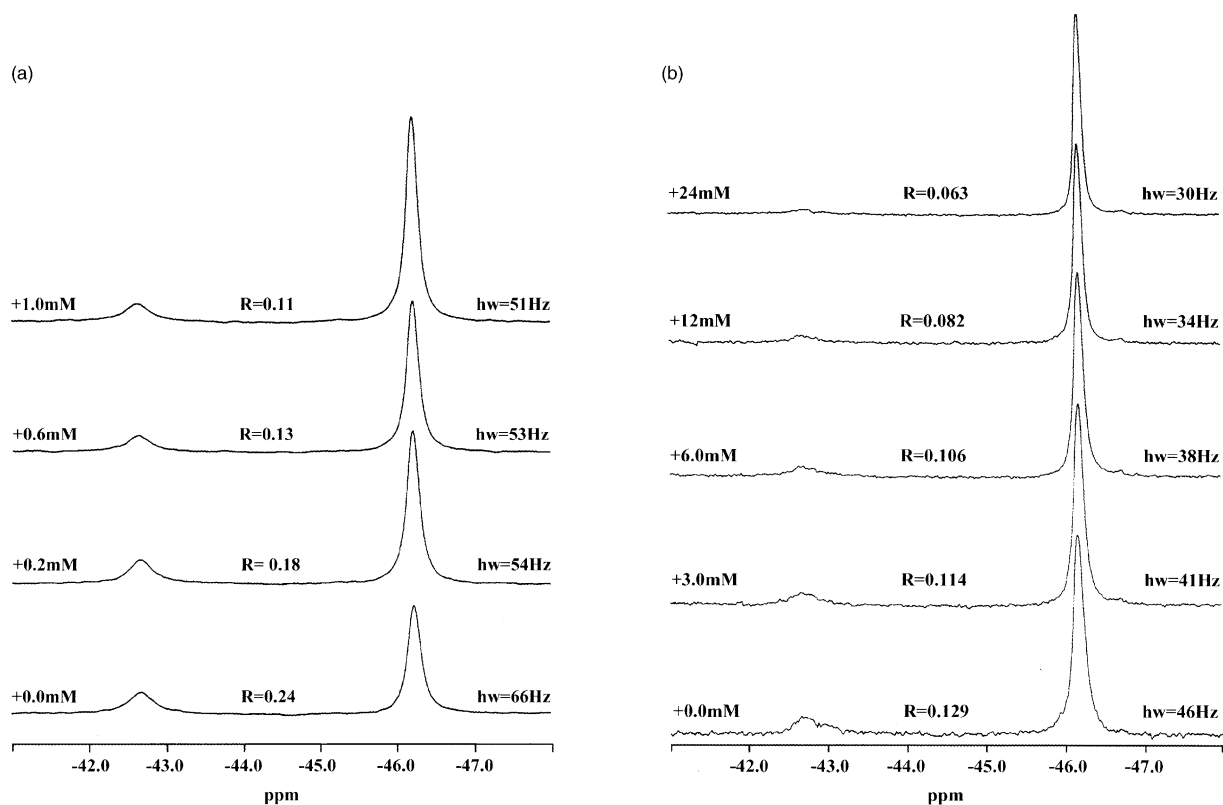 (a)
+1.0mM R=0.11 hw=51Hz
+0.6mM R=0.13 hw=53Hz
+0.2mM R= 0.18 hw=54Hz
+0.0mM R=0.24 hw=66Hz
-42.0 -43.0 -44.0 -45.0 -46.0 -47.0
ppm
(b)
+24mM R=0.063 hw=30Hz
+12mM R=0.082 hw=34Hz
+6.0mM R=0.106 hw=38Hz
+3.0mM R=0.114 hw=41Hz
+0.0mM R=0.129 hw=46Hz
-42.0 -43.0 -44.0 -45.0 -46.0 -47.0
ppm